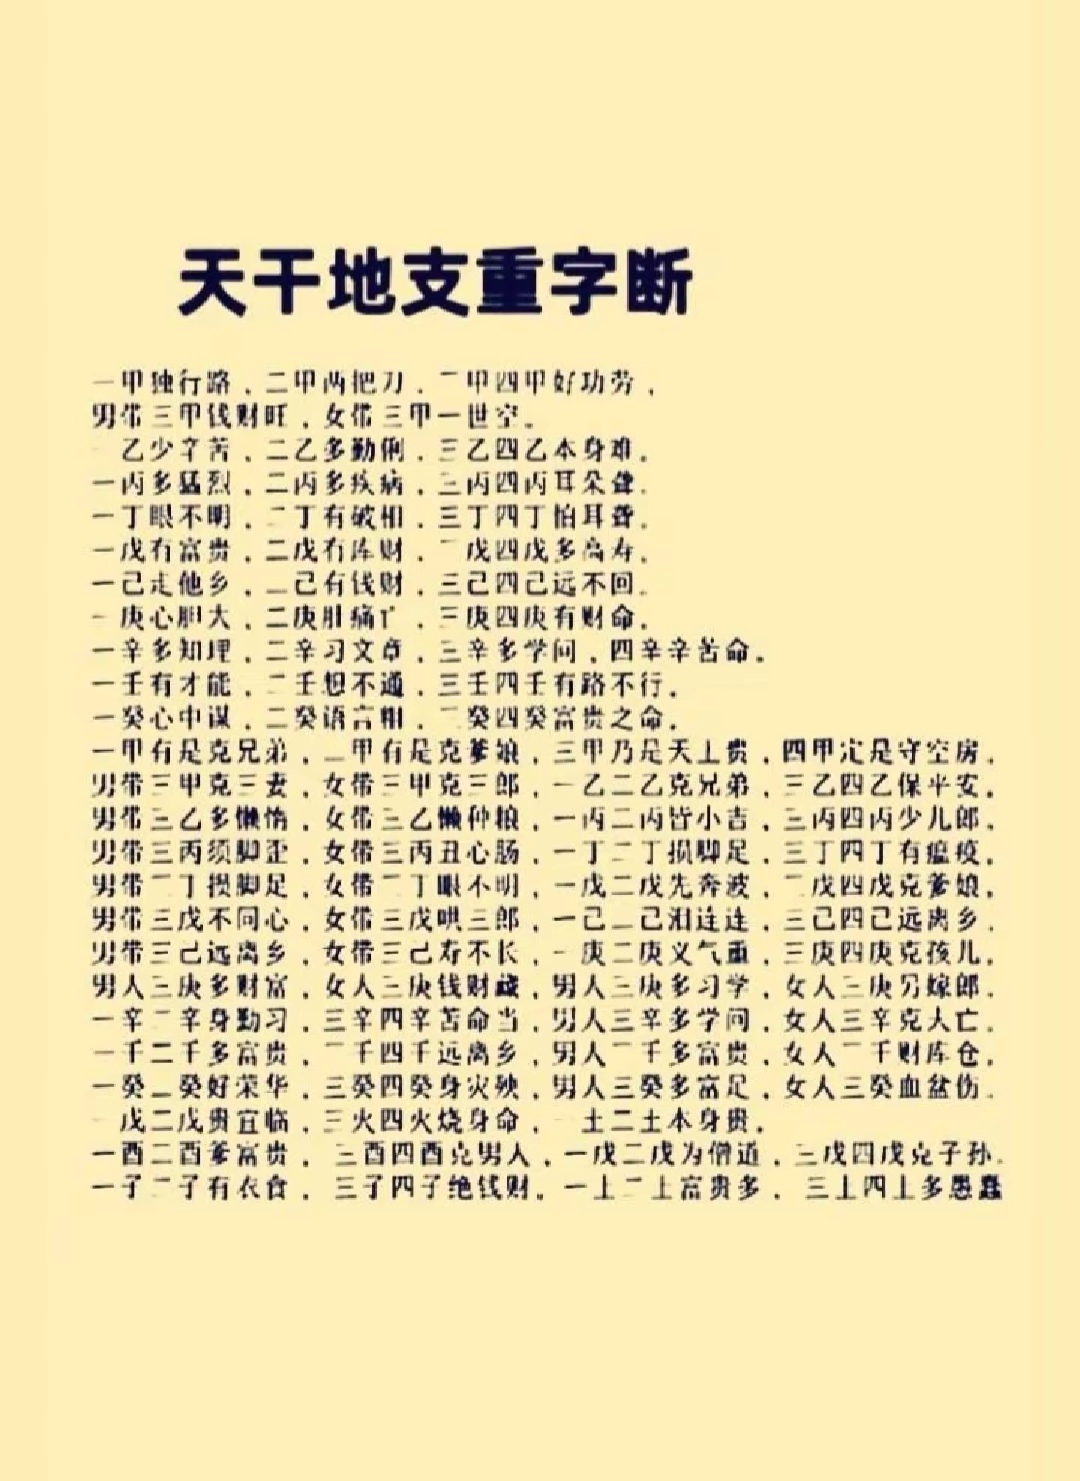 天干地支重字断
一甲独行路，二甲两把刀，三甲四甲好功劳，
男带三甲钱财旺，女带三甲一世空。
一乙少辛苦，二乙多勤俐，三乙四乙本身难，
一丙多猛烈，二丙多疾病，三丙四丙耳朵聋，
一丁眼不明，二丁有破相，三丁四丁怕耳聋，
一戊有富贵，二戊有库财，三戊四戊多高寿，
一己走他乡，二己有钱财，三己四己远不回，
一庚心胆大，二庚肚痛，三庚四庚有财命，
一辛多知理，二辛习文章，三辛多学问，四辛辛苦命，
一壬有才能，二壬想不通，三壬四壬有路不行，
一癸心中谋，二癸语言粗，三癸四癸富贵之命，
一甲有是克兄弟，二甲有是克爹娘，三甲乃是天上贵，四甲定是守空房，
男带三甲克三妻，女带三甲克三郎，一乙二乙克兄弟，三乙四乙保平安，
男带三乙多懒惰，女带三乙懒种粮，一丙二丙皆小吉，三丙四丙少儿郎，
男带三丙须脚歪，女带三丙丑心肠，一丁二丁损脚足，三丁四丁有瘟疫，
男带三丁损脚足，女带三丁眼不明，一戊二戊先奔波，三戊四戊克爹娘，
男带三戊不同心，女带三戊哄三郎，一己二己泪连连，三己四己远离乡，
男带三己远离乡，女带三己寿不长，一庚二庚义气重，三庚四庚克孩儿，
男人三庚多财富，女人三庚钱财藏，男人三庚多习学，女人三庚另嫁郎，
一辛二辛身勤习，三辛四辛苦命当，男人三辛多学问，女人三辛克大亡，
一壬二壬多富贵，三壬四壬远离乡，男人三壬多富贵，女人三壬财库仓，
一癸二癸好荣华，三癸四癸身灾殃，男人三癸多富足，女人三癸血盆伤，
一戊二戊贵宜临，三火四火烧身命，一土二土本身贵，
一酉二酉爹富贵， 三酉四酉克男人，一戊二戊为僧道，三戊四戊克子孙，
一子二子有衣食， 三子四子绝钱财，一土二土富贵多， 三土四土多愚蠢